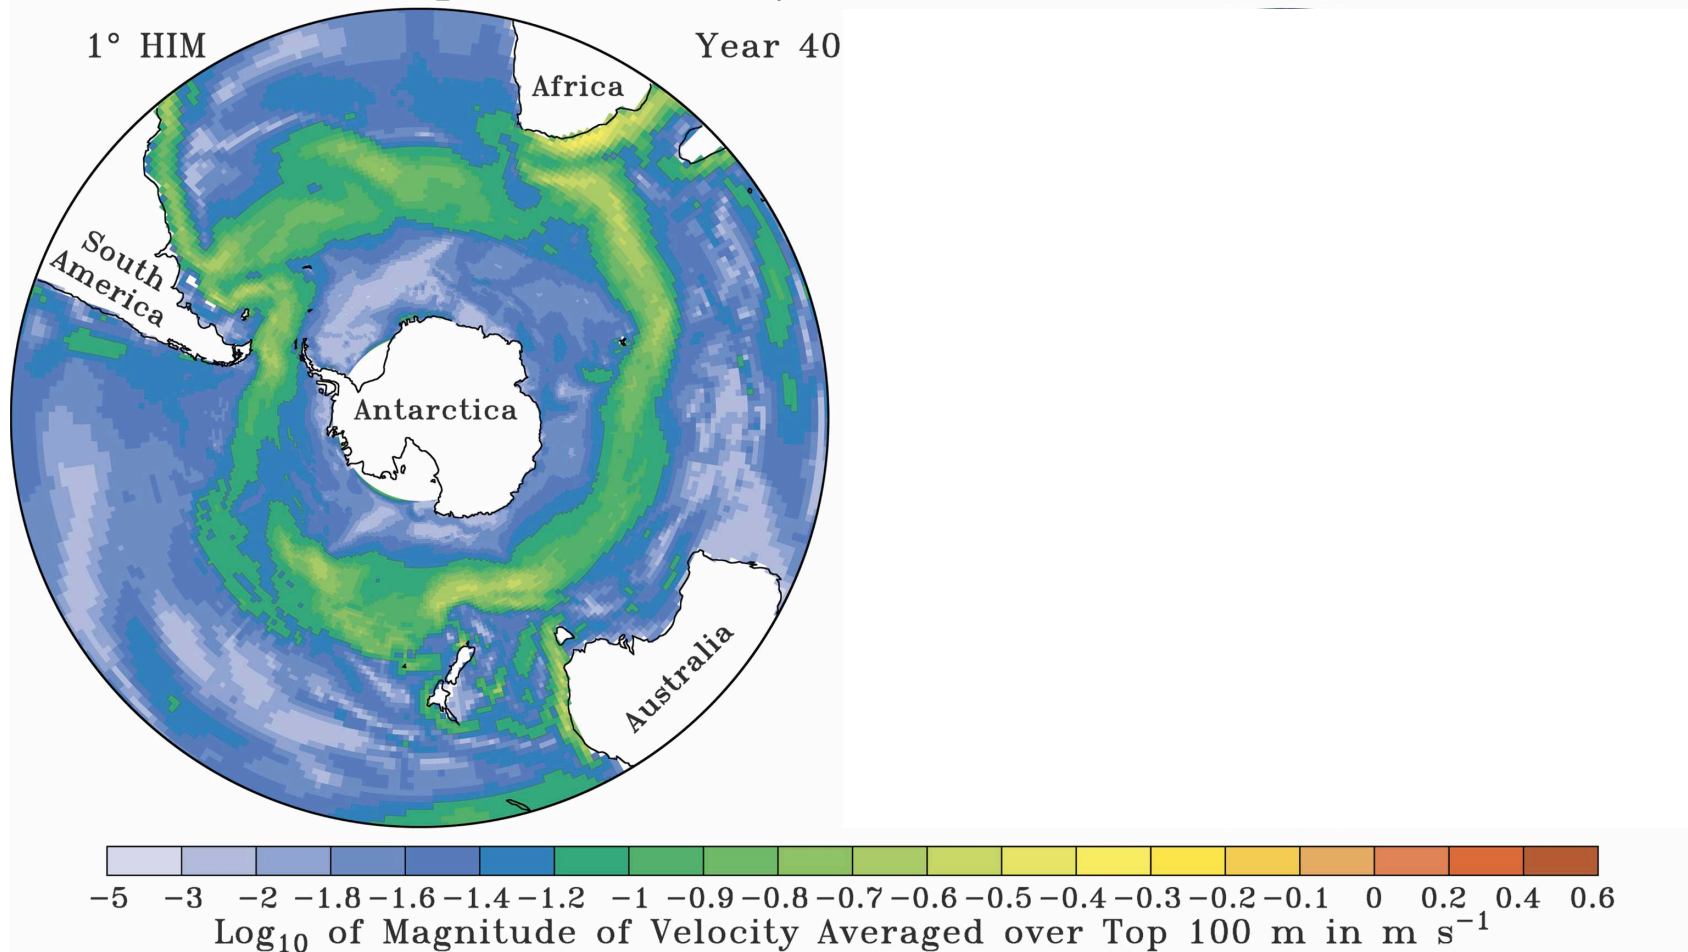 1° HIM
Year 40
Africa
South
America
Antarctica
Australia
−5 −3 −2 −1.8 −1.6 −1.4 −1.2 −1 −0.9 −0.8 −0.7 −0.6 −0.5 −0.4 −0.3 −0.2 −0.1 0 0.2 0.4 0.6
Log₁₀ of Magnitude of Velocity Averaged over Top 100 m in m s⁻¹